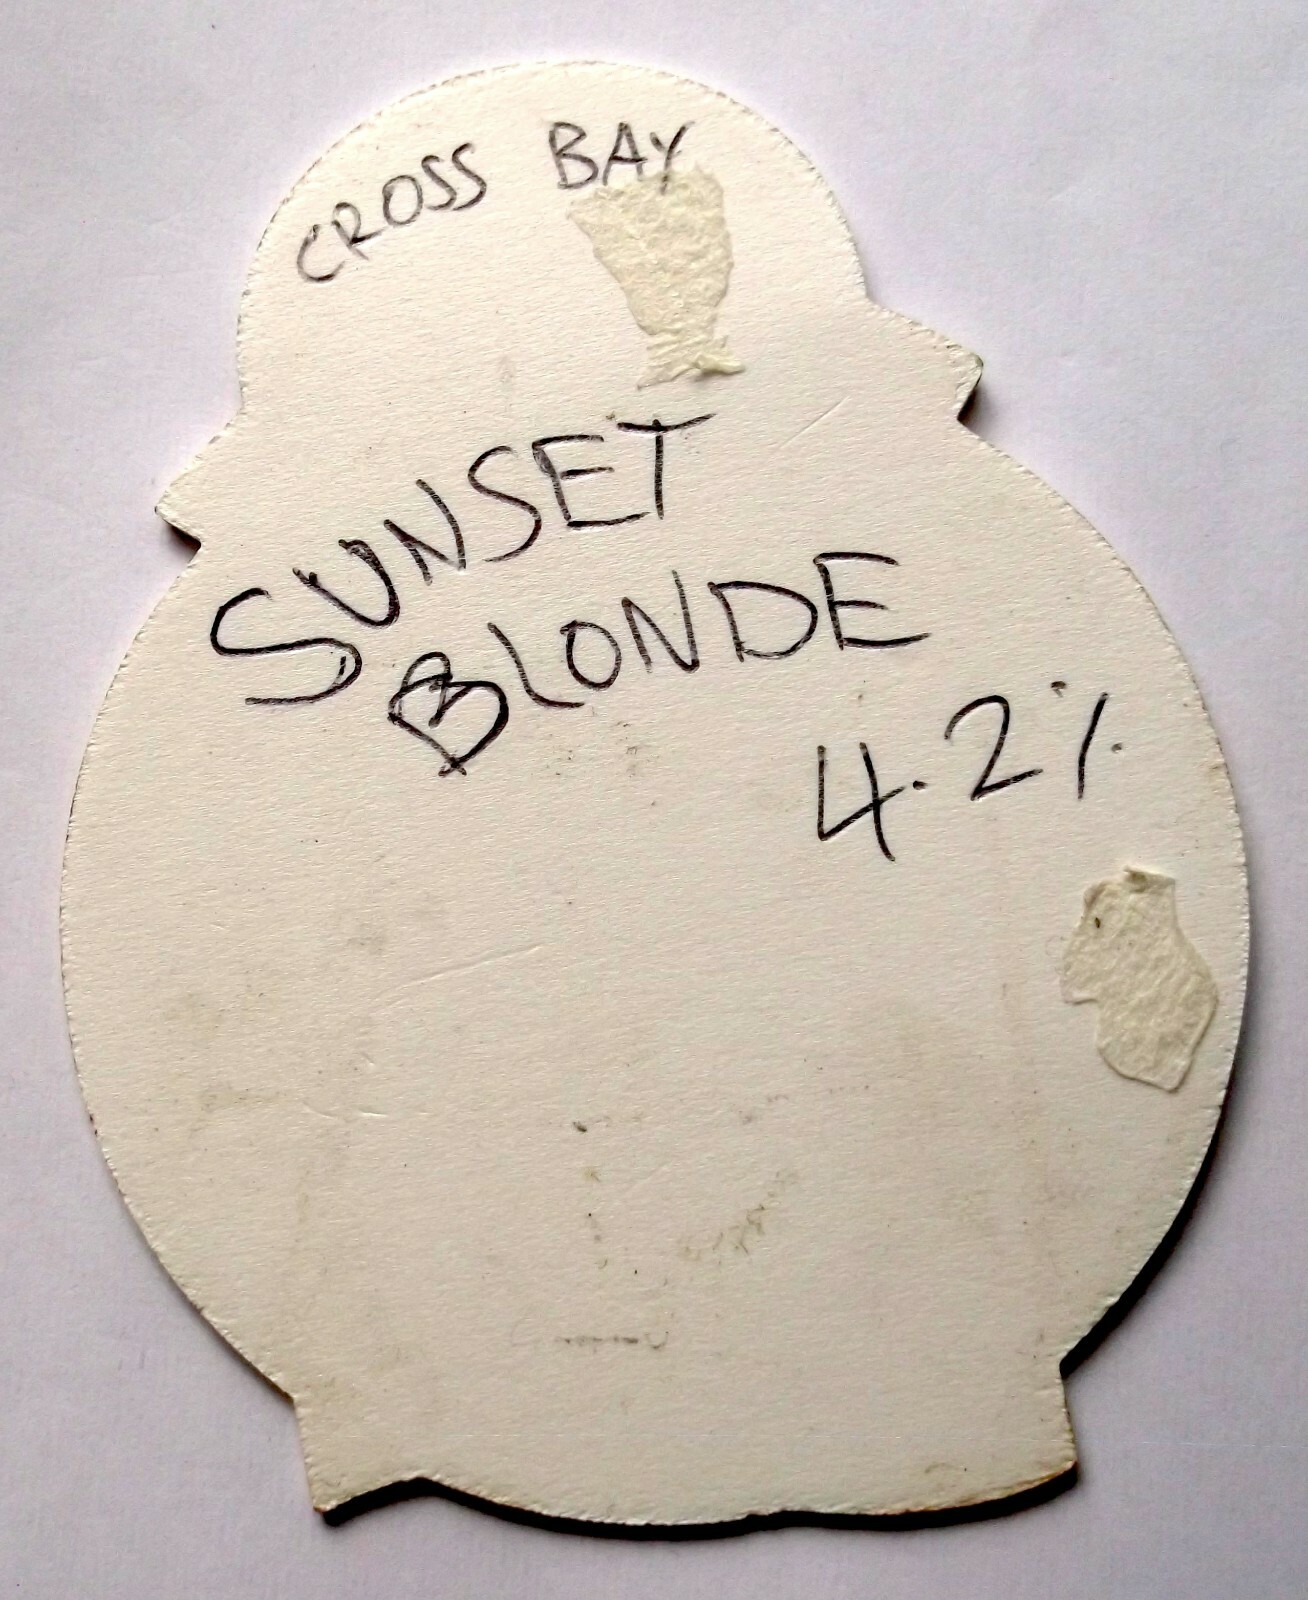 CROSS BAY
SUNSET
BLONDE
4.2%